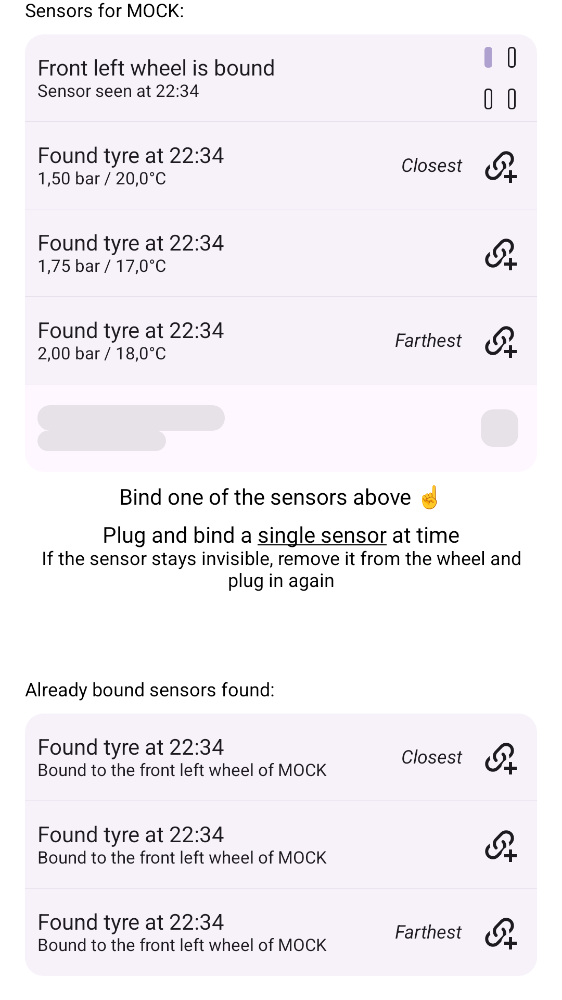 Sensors for MOCK:
Front left wheel is bound
Sensor seen at 22:34
Found tyre at 22:34
1,50 bar / 20,0°C
Closest
Found tyre at 22:34
1,75 bar / 17,0°C
Found tyre at 22:34
2,00 bar / 18,0°C
Farthest
Bind one of the sensors above ☝️
Plug and bind a single sensor at time
If the sensor stays invisible, remove it from the wheel and
plug in again
Already bound sensors found:
Found tyre at 22:34
Bound to the front left wheel of MOCK
Closest
Found tyre at 22:34
Bound to the front left wheel of MOCK
Found tyre at 22:34
Bound to the front left wheel of MOCK
Farthest